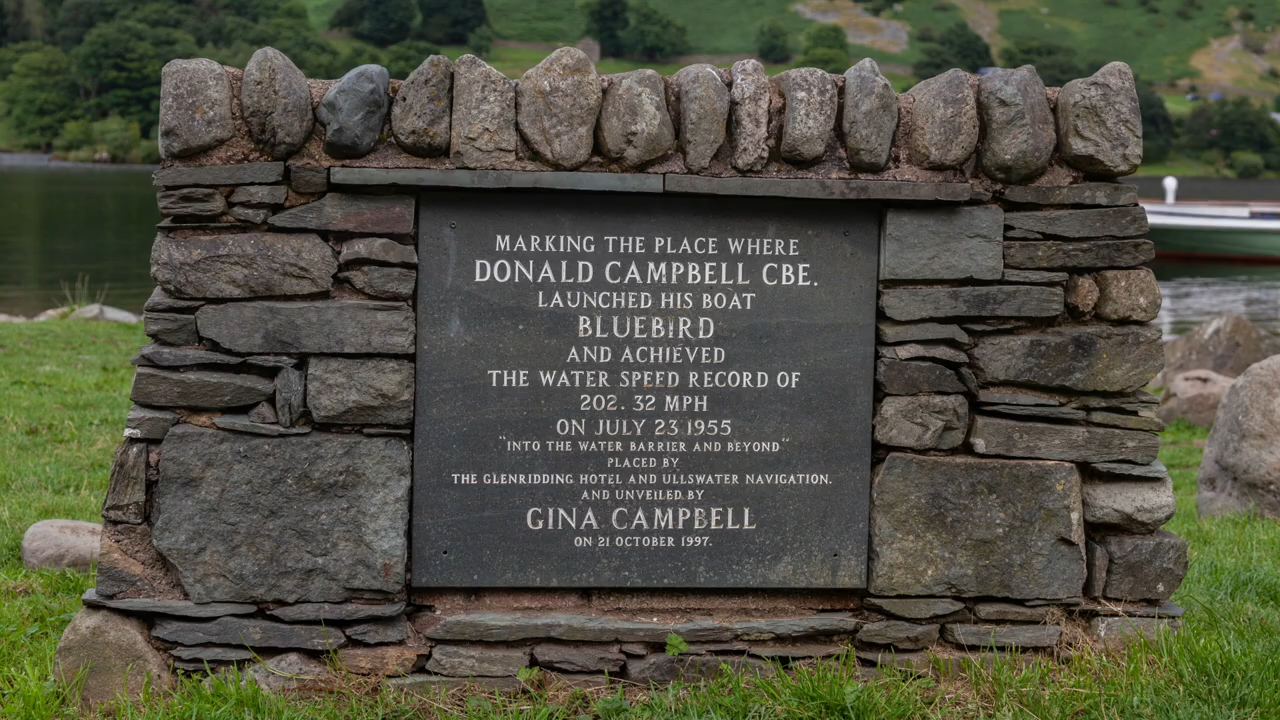 MARKING THE PLACE WHERE
DONALD CAMPBELL CBE.
LAUNCHED HIS BOAT
BLUEBIRD
AND ACHIEVED
THE WATER SPEED RECORD OF
202. 32 MPH
ON JULY 23 1955
“INTO THE WATER BARRIER AND BEYOND“
PLACED BY
THE GLENRIDDING HOTEL AND ULLSWATER NAVIGATION.
AND UNVEILED BY
GINA CAMPBELL
ON 21 OCTOBER 1997.